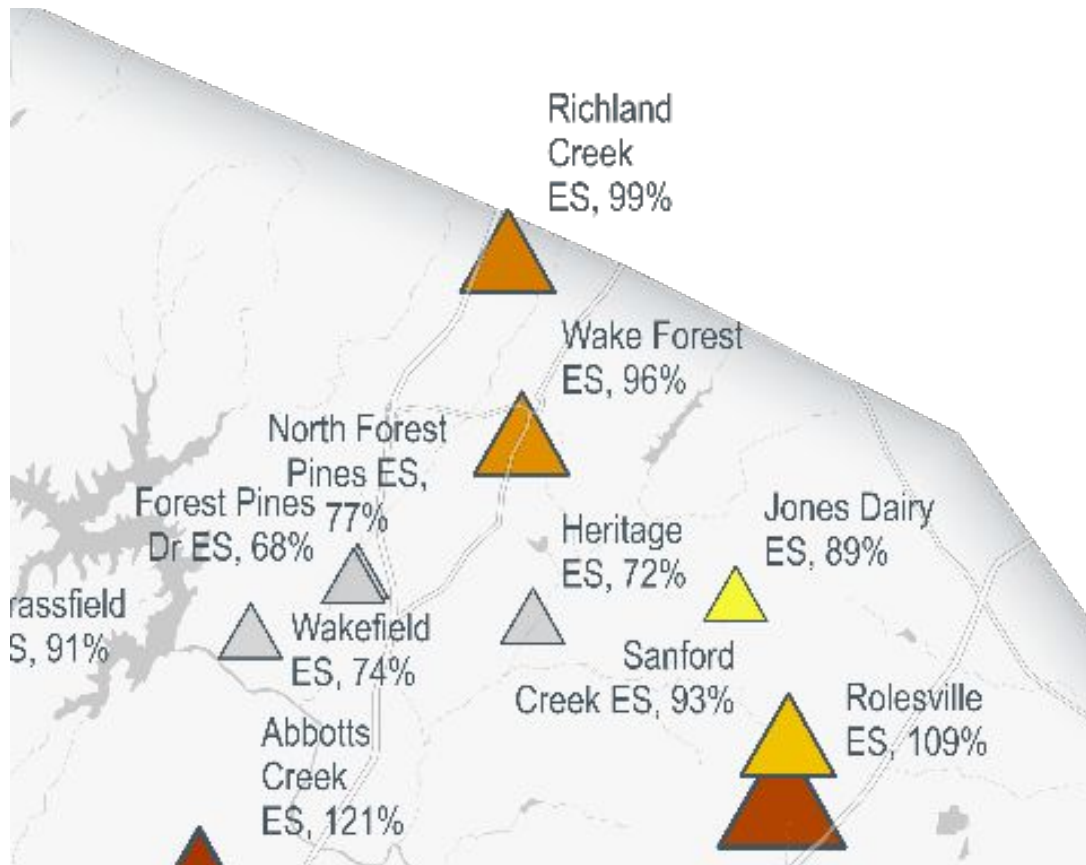 Richland
Creek
ES, 99%
Wake Forest
ES, 96%
North Forest
Pines ES,
77%
Forest Pines
Dr ES, 68%
Heritage
ES, 72%
Jones Dairy
ES, 89%
rassfield
S, 91%
Wakefield
ES, 74%
Sanford
Creek ES, 93%
Rolesville
ES, 109%
Abbotts
Creek
ES, 121%